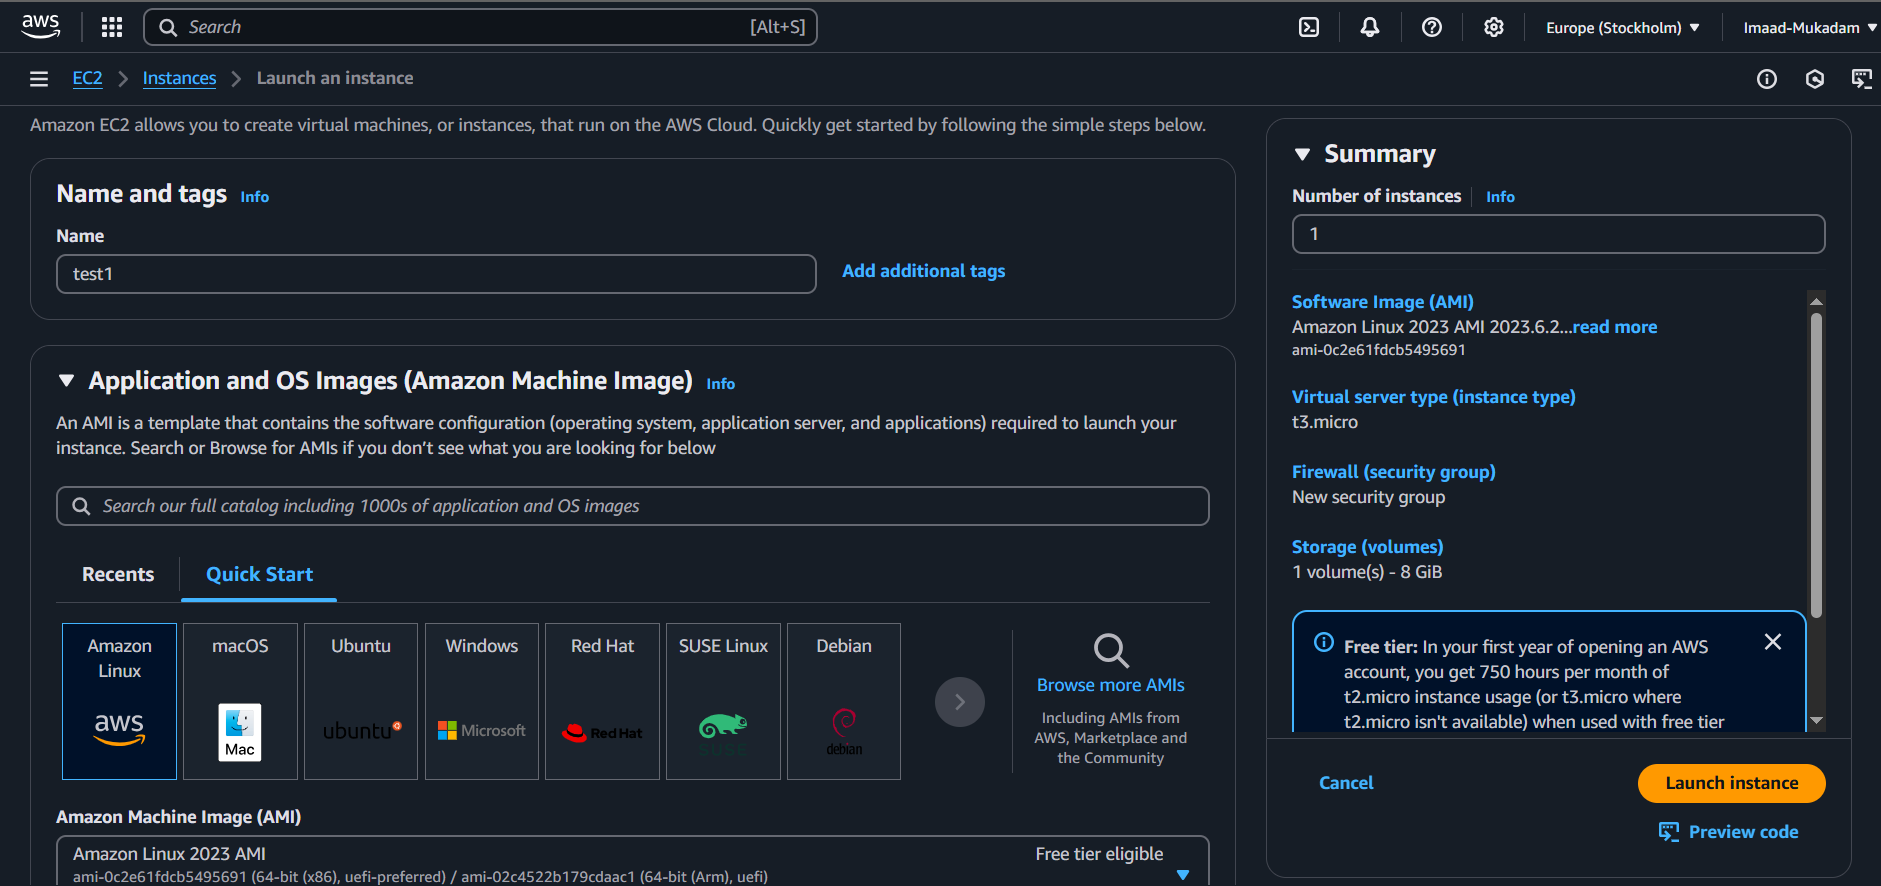 aws
Search
[Alt+S]
Europe (Stockholm)
Imaad-Mukadam
EC2
Instances
Launch an instance
Amazon EC2 allows you to create virtual machines, or instances, that run on the AWS Cloud. Quickly get started by following the simple steps below.
Name and tags
Info
Name
test1
Add additional tags
Application and OS Images (Amazon Machine Image)
Info
An AMI is a template that contains the software configuration (operating system, application server, and applications) required to launch your
instance. Search or Browse for AMIs if you don’t see what you are looking for below
Search our full catalog including 1000s of application and OS images
Recents
Quick Start
Amazon
Linux
aws
macOS
Mac
Ubuntu
ubuntu
Windows
Microsoft
Red Hat
Red Hat
SUSE Linux
SUSE
Debian
debian
Browse more AMIs
Including AMIs from
AWS, Marketplace and
the Community
Amazon Machine Image (AMI)
Amazon Linux 2023 AMI
Free tier eligible
ami-0c2e61fdcb5495691 (64-bit (x86), uefi-preferred) / ami-02c4522b179cdaac1 (64-bit (Arm), uefi)
Summary
Number of instances
Info
1
Software Image (AMI)
Amazon Linux 2023 AMI 2023.6.2...read more
ami-0c2e61fdcb5495691
Virtual server type (instance type)
t3.micro
Firewall (security group)
New security group
Storage (volumes)
1 volume(s) - 8 GiB
Free tier: In your first year of opening an AWS
account, you get 750 hours per month of
t2.micro instance usage (or t3.micro where
t2.micro isn't available) when used with free tier
Cancel
Launch instance
Preview code